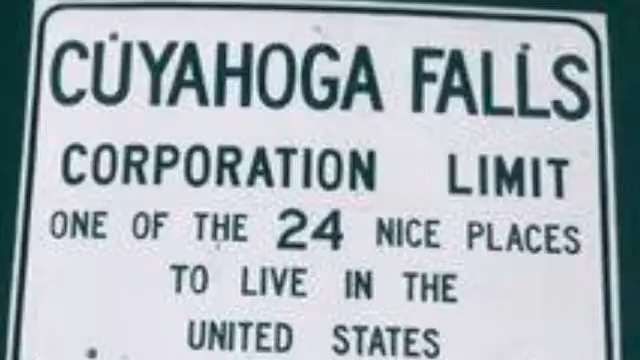 CUYAHOGA FALLS
CORPORATION LIMIT
ONE OF THE 24 NICE PLACES
TO LIVE IN THE
UNITED STATES